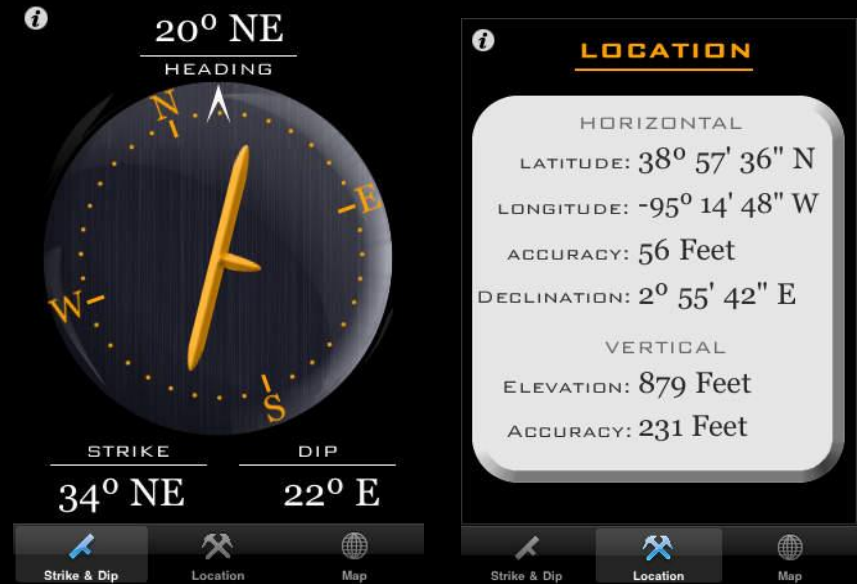 i
20º NE
HEADING
N
E
W
S
STRIKE
DIP
34º NE
22º E
Strike & Dip
Location
Map
i
LOCATION
HORIZONTAL
LATITUDE: 38º 57' 36" N
LONGITUDE: -95º 14' 48" W
ACCURACY: 56 Feet
DECLINATION: 2º 55' 42" E
VERTICAL
ELEVATION: 879 Feet
ACCURACY: 231 Feet
Strike & Dip
Location
Map